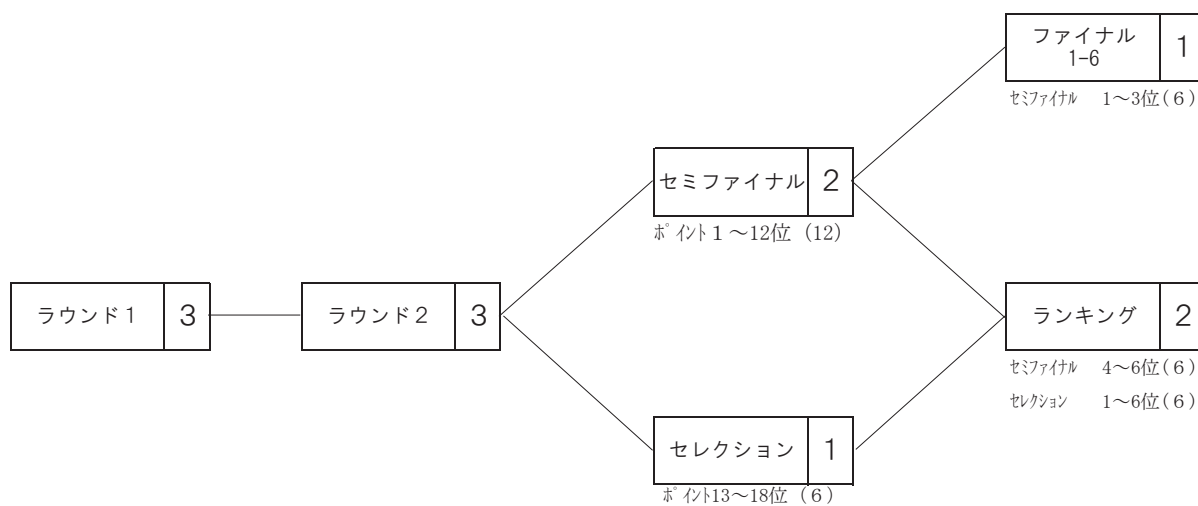 ファイナル
1-6
1
ｾﾐﾌｧｲﾅﾙ 1～3位(6)
セミファイナル 2
ﾎﾟｲﾝﾄ 1～12位 (12)
ラウンド1 3
ラウンド2 3
ランキング 2
ｾﾐﾌｧｲﾅﾙ 4～6位(6)
ｾﾚｸｼｮﾝ 1～6位(6)
セレクション 1
ﾎﾟｲﾝﾄ13～18位 (6)